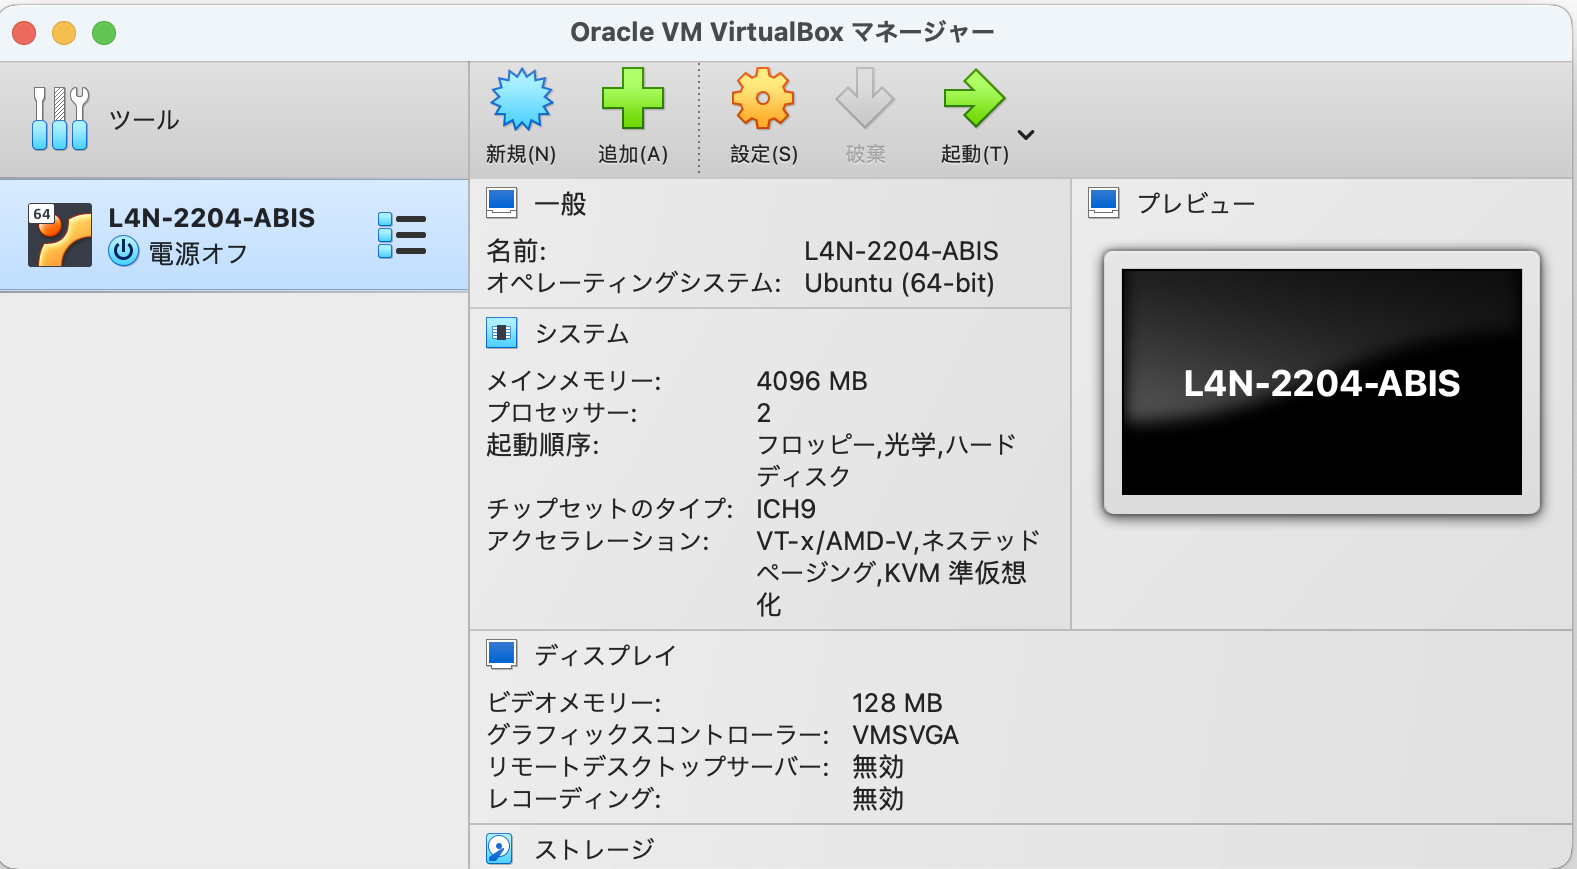 Oracle VM VirtualBox マネージャー
ツール
新規(N)
追加(A)
設定(S)
破棄
起動(T)
64
L4N-2204-ABIS
電源オフ
一般
名前: L4N-2204-ABIS
オペレーティングシステム: Ubuntu (64-bit)
システム
メインメモリー: 4096 MB
プロセッサー: 2
起動順序: フロッピー,光学,ハード
ディスク
チップセットのタイプ: ICH9
アクセラレーション: VT-x/AMD-V,ネステッド
ページング,KVM 準仮想
化
プレビュー
L4N-2204-ABIS
ディスプレイ
ビデオメモリー: 128 MB
グラフィックスコントローラー: VMSVGA
リモートデスクトップサーバー: 無効
レコーディング: 無効
ストレージ